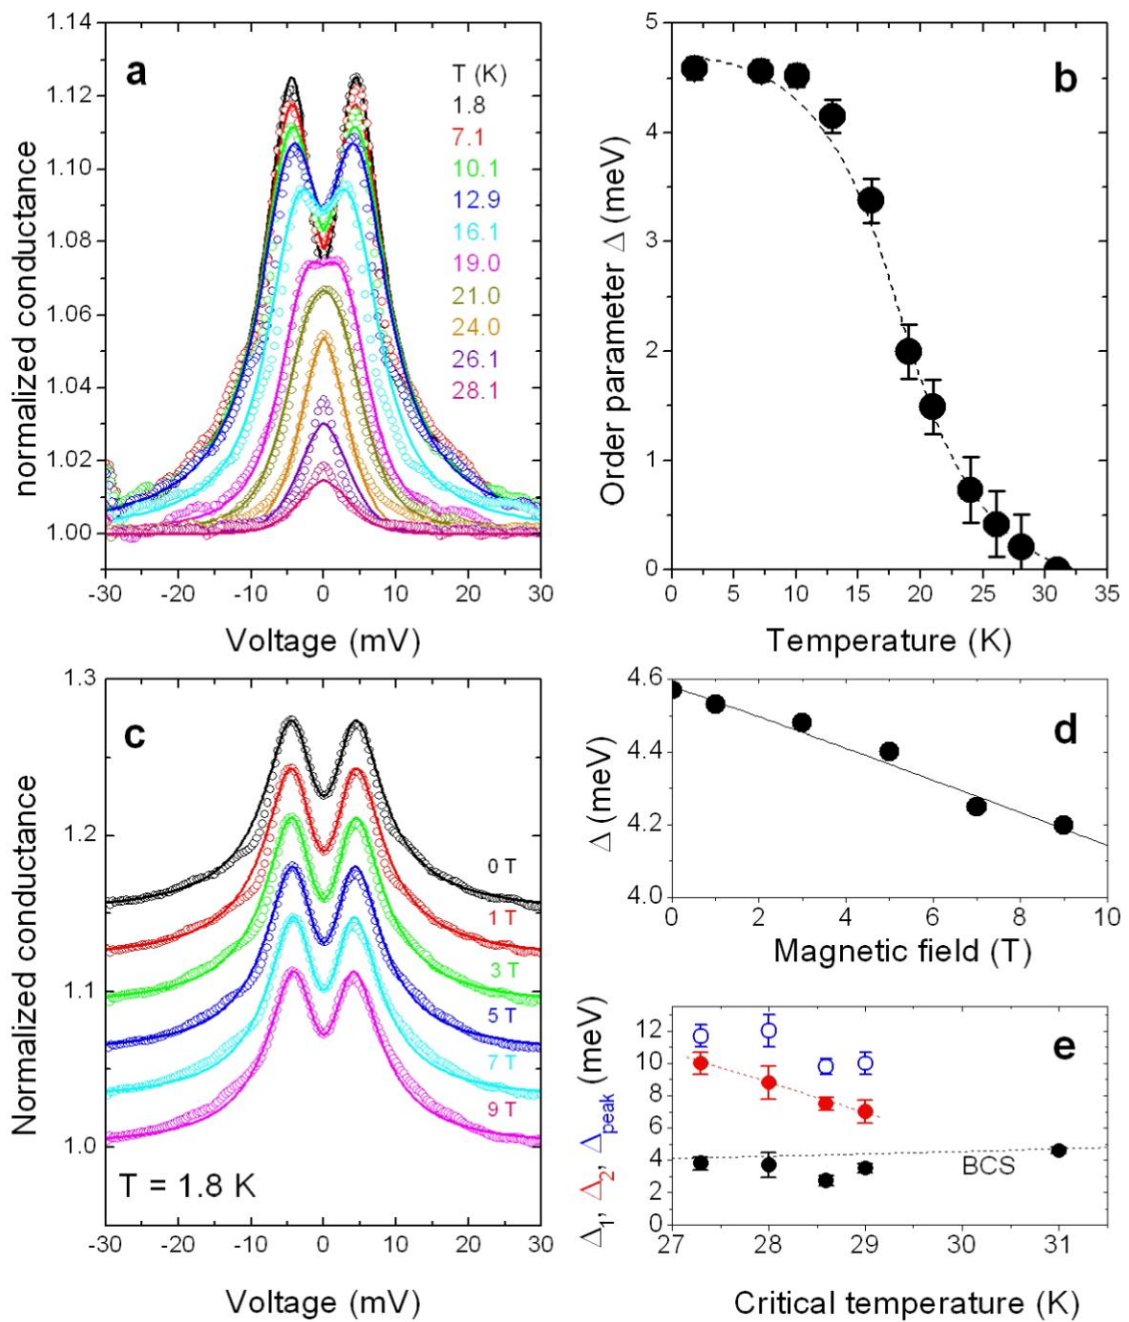 a
T (K)
1.8
7.1
10.1
12.9
16.1
19.0
21.0
24.0
26.1
28.1
1.14
1.12
1.10
1.08
1.06
1.04
1.02
1.00
normalized conductance
-30 -20 -10 0 10 20 30
Voltage (mV)
b
5
4
3
2
1
0
Order parameter Δ (meV)
0 5 10 15 20 25 30 35
Temperature (K)
c
1.3
1.2
1.1
1.0
Normalized conductance
0 T
1 T
3 T
5 T
7 T
9 T
T = 1.8 K
-30 -20 -10 0 10 20 30
Voltage (mV)
d
4.6
4.4
4.2
4.0
Δ (meV)
0 2 4 6 8 10
Magnetic field (T)
e
12
10
8
6
4
2
0
Δ₁, Δ₂, Δpeak (meV)
BCS
27 28 29 30 31
Critical temperature (K)